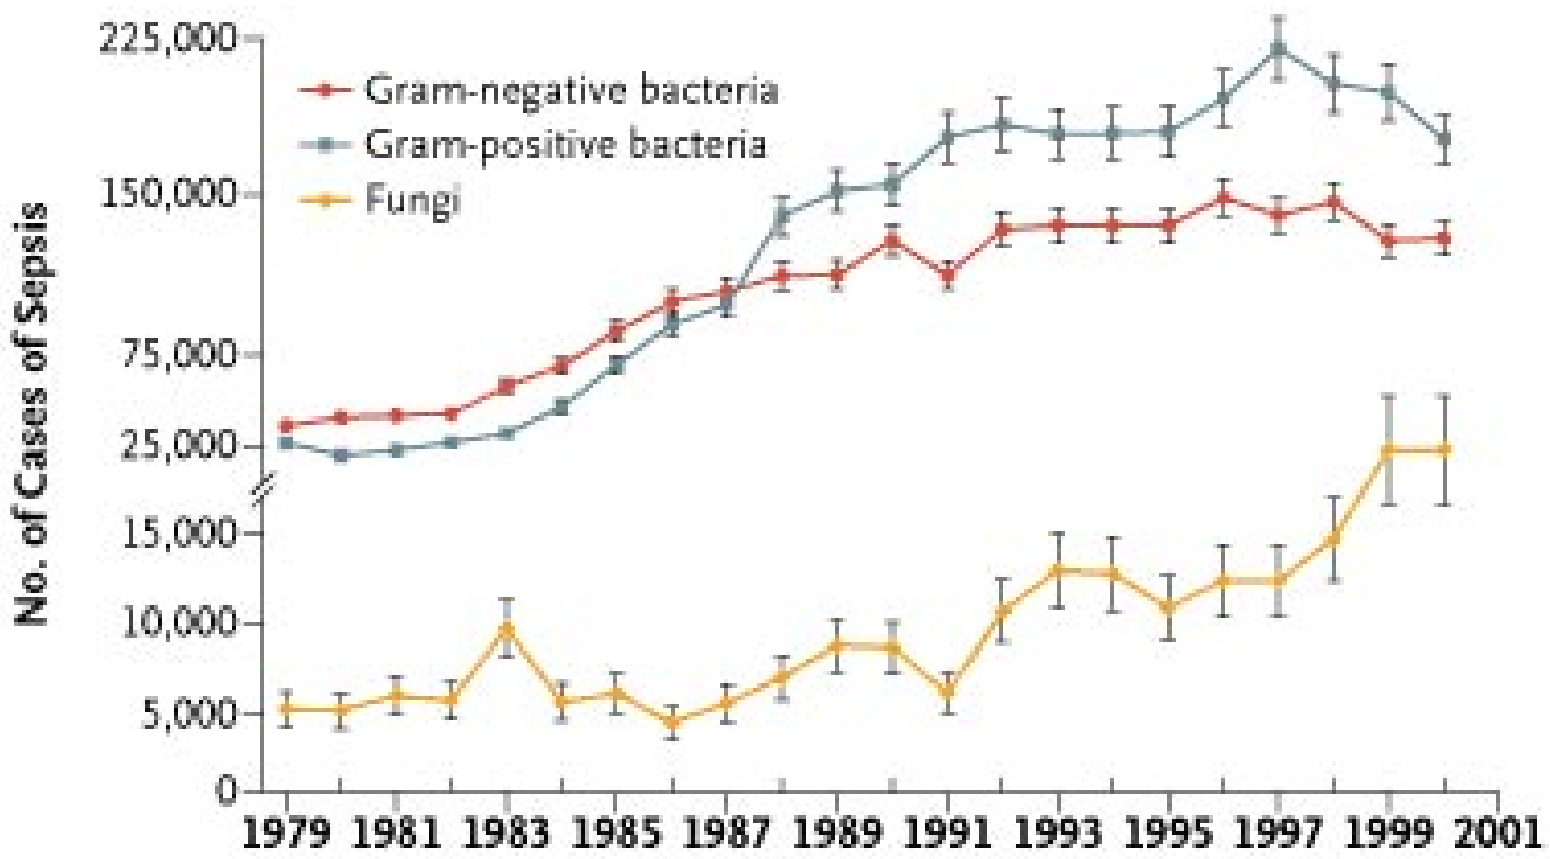 225,000
Gram-negative bacteria
Gram-positive bacteria
150,000
Fungi
No. of Cases of Sepsis
75,000
25,000
15,000
10,000
5,000
0
1979 1981 1983 1985 1987 1989 1991 1993 1995 1997 1999 2001